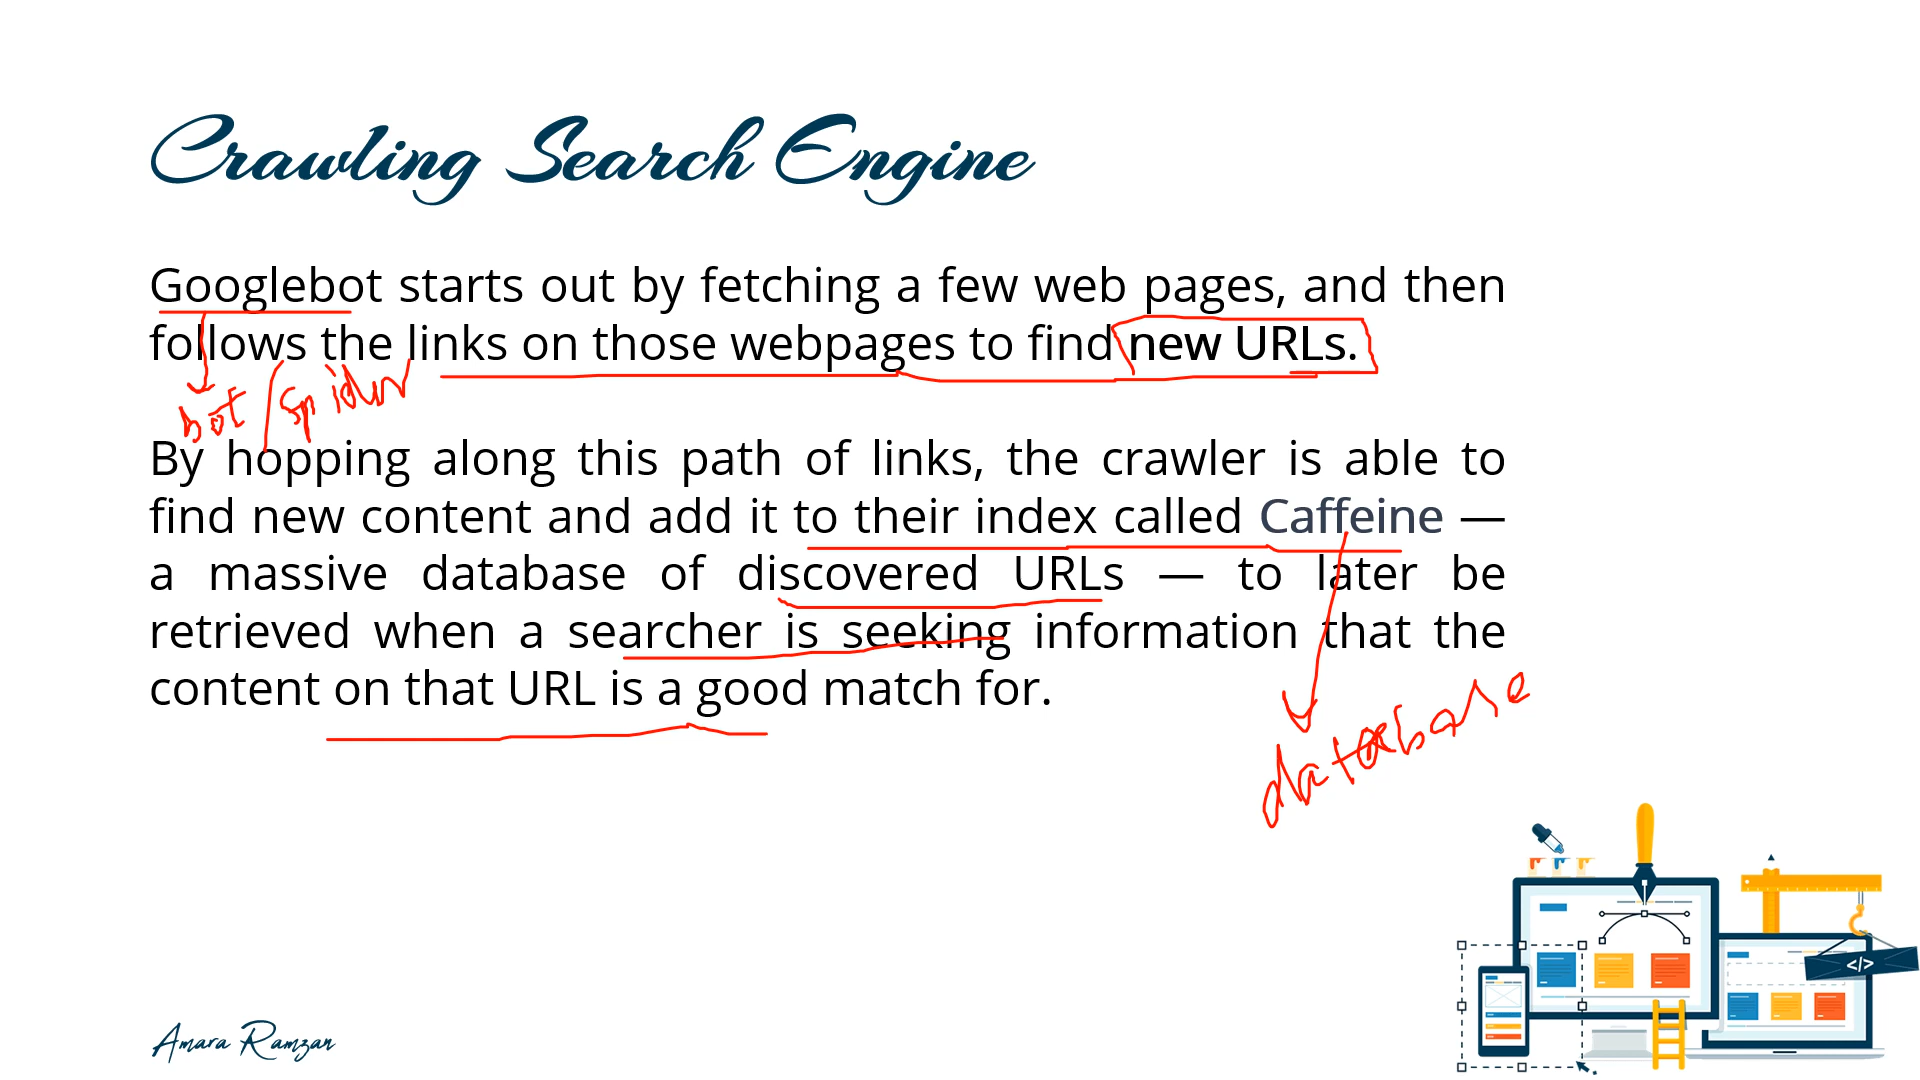 Crawling Search Engine
Googlebot starts out by fetching a few web pages, and then
follows the links on those webpages to find new URLs.
bot/spider
By hopping along this path of links, the crawler is able to
find new content and add it to their index called Caffeine —
a massive database of discovered URLs — to later be
retrieved when a searcher is seeking information that the
content on that URL is a good match for.
database
</>
Amara Ramzan